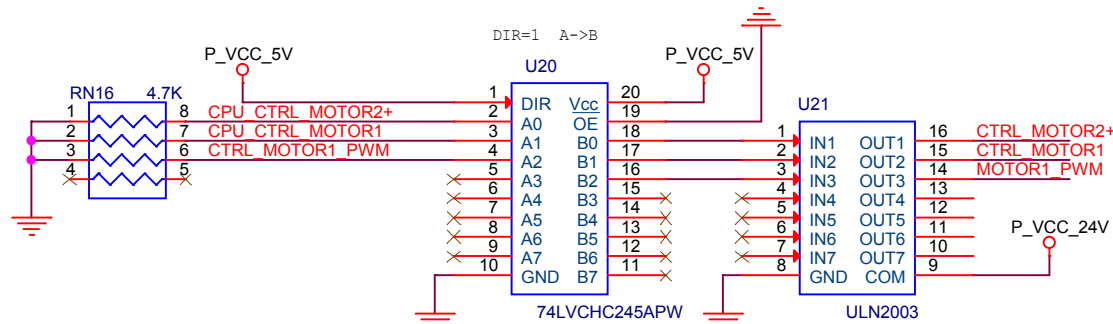 DIR=1 A->B
P_VCC_5V
U20
P_VCC_5V
RN16 4.7K
U21
1 8 CPU_CTRL_MOTOR2+
2 7 CPU_CTRL_MOTOR1
3 6 CTRL_MOTOR1_PWM
4 5
1 DIR Vcc 20
2 A0 OE 19
3 A1 B0 18
4 A2 B1 17
5 A3 B2 16
6 A4 B3 15
7 A5 B4 14
8 A6 B5 13
9 A7 B6 12
10 GND B7 11
74LVCHC245APW
1 IN1 OUT1 16 CTRL_MOTOR2+
2 IN2 OUT2 15 CTRL_MOTOR1
3 IN3 OUT3 14 MOTOR1_PWM
4 IN4 OUT4 13
5 IN5 OUT5 12
6 IN6 OUT6 11
7 IN7 OUT7 10
8 GND COM 9
P_VCC_24V
ULN2003